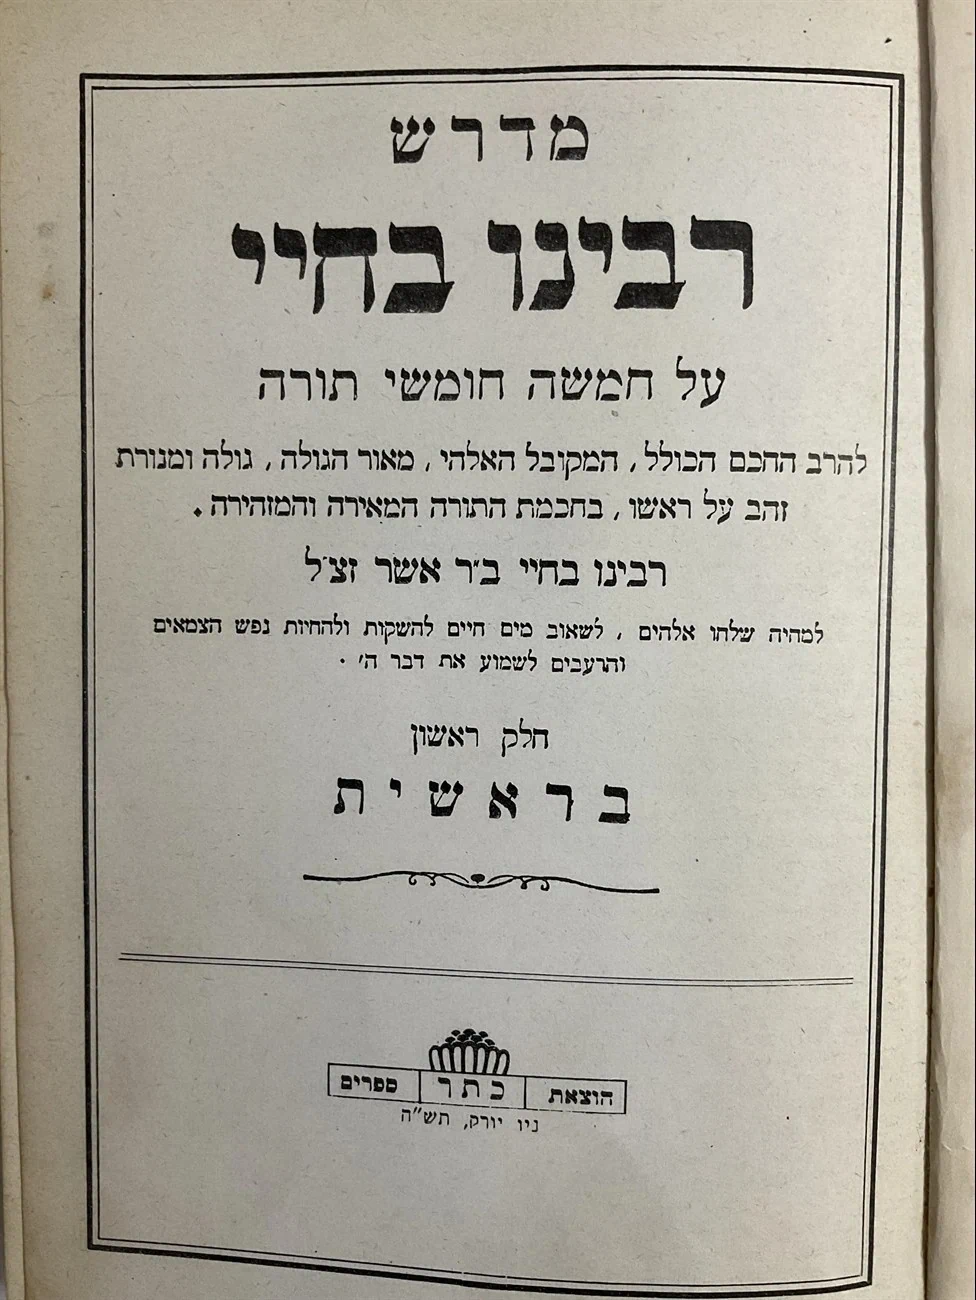 מדרש
רבינו בחיי
על חמשה חומשי תורה
להרב ההכם הכולל, המקובל האלהי, מאור הגולה, גולה ומנורת
זהב על ראשו, בחכמת התורה המאירה והמזהירה.
רבינו בחיי ב״ר אשר זצ״ל
למהיה שלחו אלהים, לשאוב מים חיים להשקות ולהחיות נפש הצמאים
והרעבים לשמוע את דבר ה׳.
חלק ראשון
בראשית
הוצאת כתר ספרים
ניו יורק, תש״ה